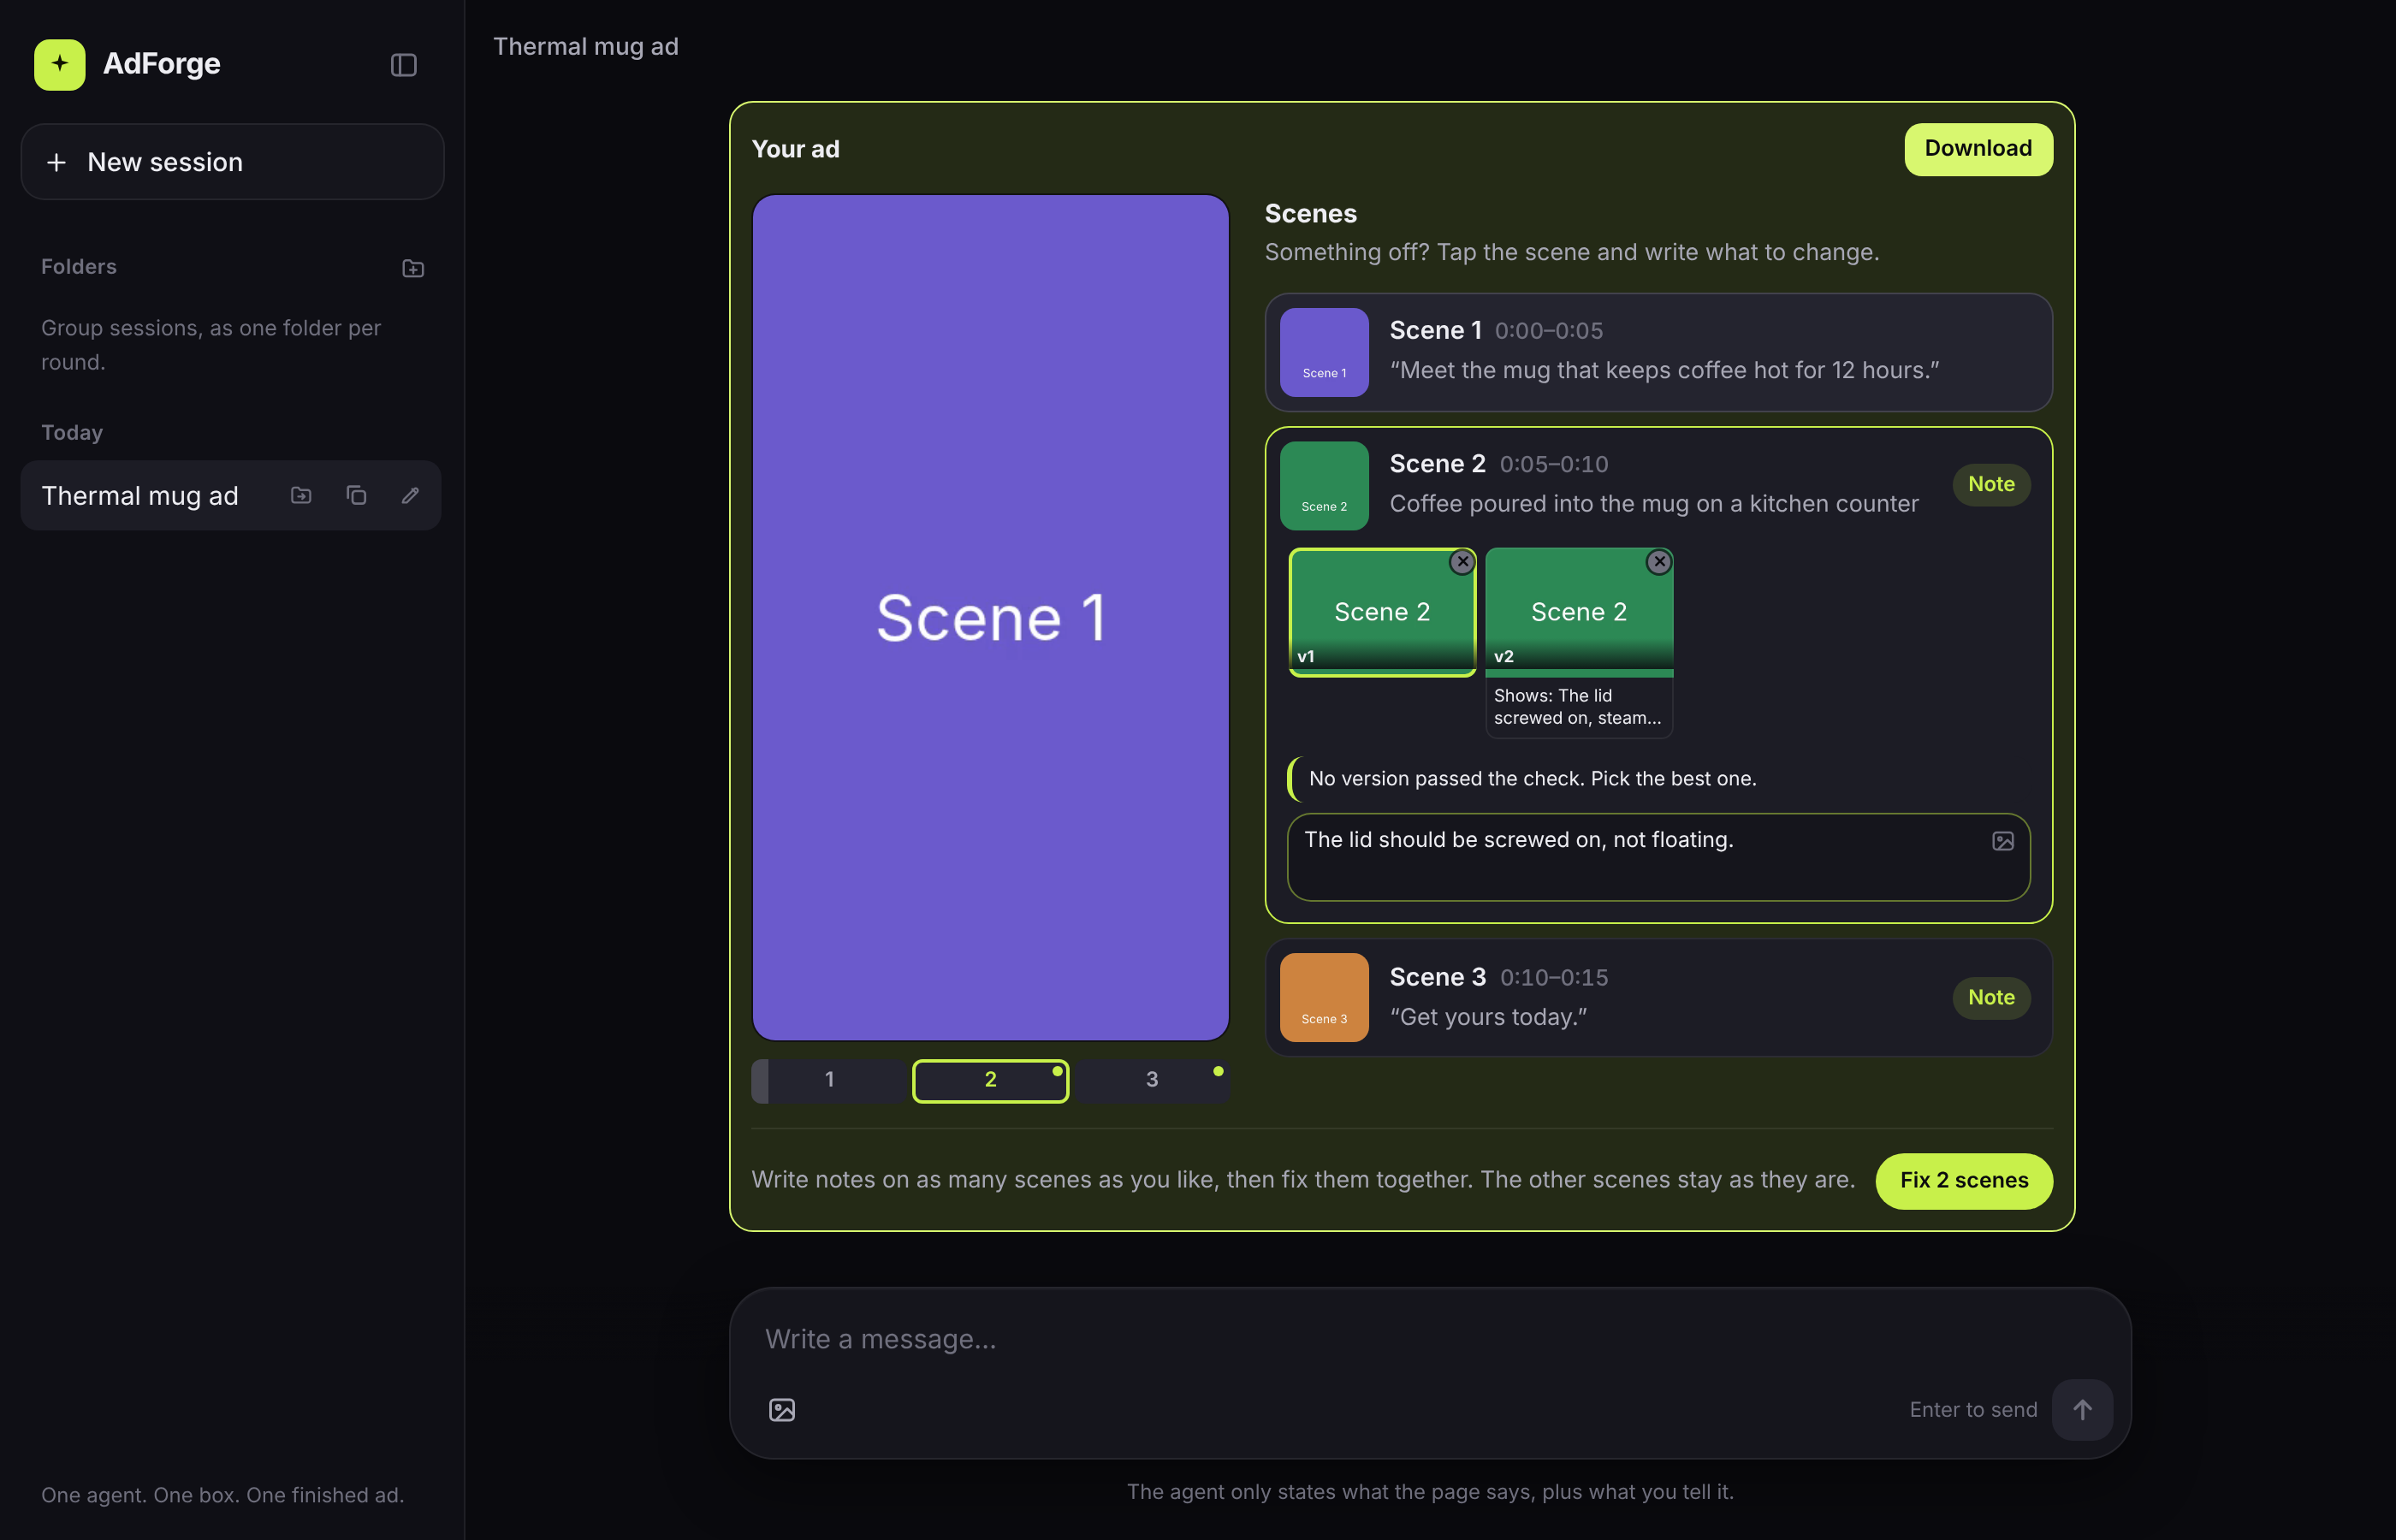 AdForge
New session
Folders
Group sessions, as one folder per
round.
Today
Thermal mug ad
One agent. One box. One finished ad.
Thermal mug ad
Your ad
Download
Scene 1
1
2
3
Scenes
Something off? Tap the scene and write what to change.
Scene 1
Scene 1 0:00–0:05
“Meet the mug that keeps coffee hot for 12 hours.”
Scene 2
Scene 2 0:05–0:10
Coffee poured into the mug on a kitchen counter
Note
Scene 2
v1
Scene 2
v2
Shows: The lid
screwed on, steam...
No version passed the check. Pick the best one.
The lid should be screwed on, not floating.
Scene 3
Scene 3 0:10–0:15
“Get yours today.”
Note
Write notes on as many scenes as you like, then fix them together. The other scenes stay as they are.
Fix 2 scenes
Write a message...
Enter to send
The agent only states what the page says, plus what you tell it.